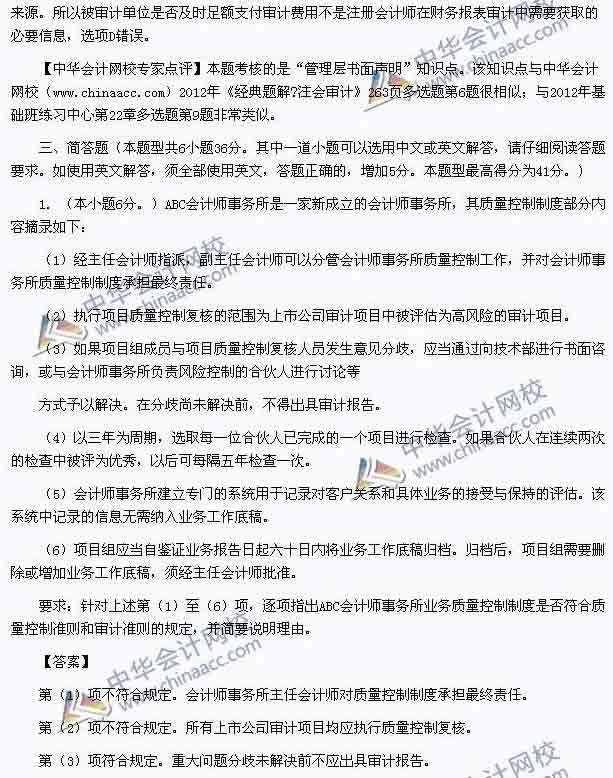 来源。所以被审计单位是否及时足额支付审计费用不是注册会计师在财务报表审计中需要获取的
必要信息，选项D错误。
【中华会计网校专家点评】本题考核的是“管理层书面声明”知识点，该知识点与中华会计
网校（www.chinaacc.com）2012年《经典题解?注会审计》263页多选题第6题很相似；与2012年基
础班练习中心第22章多选题第9题非常类似。
三、简答题（本题型共6小题36分。其中一道小题可以选用中文或英文解答，请仔细阅读答题
要求。如使用英文解答，须全部使用英文，答题正确的，增加5分。本题型最高得分为41分。）
1．（本小题6分。）ABC会计师事务所是一家新成立的会计师事务所，其质量控制制度部分内
容摘录如下：
（1）经主任会计师指派，副主任会计师可以分管会计师事务所质量控制工作，并对会计师事
务所质量控制制度承担最终责任。
（2）执行项目质量控制复核的范围为上市公司审计项目中被评估为高风险的审计项目．
（3）如果项目组成员与项目质量控制复核人员发生意见分歧，应当通过向技术部进行书面咨
询，或与会计师事务所负责风险控制的合伙人进行讨论等
方式予以解决。在分歧尚未解决前，不得出具审计报告。
（4）以三年为周期，选取每一位合伙人已完成的一个项目进行检查。如果合伙人在连续两次
的检查中被评为优秀，以后可每隔五年检查一次。
（5）会计师事务所建立专门的系统用于记录对客户关系和具体业务的接受与保持的评估。该
系统中记录的信息无需纳入业务工作底稿。
（6）项目组应当自鉴证业务报告日起六十日内将业务工作底稿归档。归档后，项目组需要删
除或增加业务工作底稿，须经主任会计师批准。
要求：针对上述第（1）至（6）项，逐项指出ABC会计师事务所业务质量控制制度是否符合质
量控制准则和审计准则的规定，并简要说明理由。
【答案】
第（1）项不符合规定。会计师事务所主任会计师对质量控制制度承担最终责任。
第（2）项不符合规定。所有上市公司审计项目均应执行质量控制复核。
第（3）项符合规定。重大问题分歧未解决前不应出具审计报告。
中华会计网校
www.chinaacc.com
中华会计网校
www.chinaacc.com
中华会计网校
www.chinaacc.com
中华会计网校
www.chinaacc.com